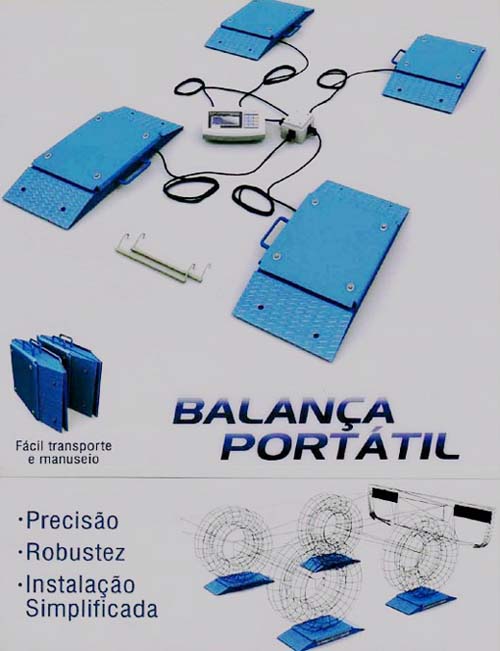 BALANÇA
PORTÁTIL
Fácil transporte
e manuseio
·Precisão
·Robustez
·Instalação
Simplificada